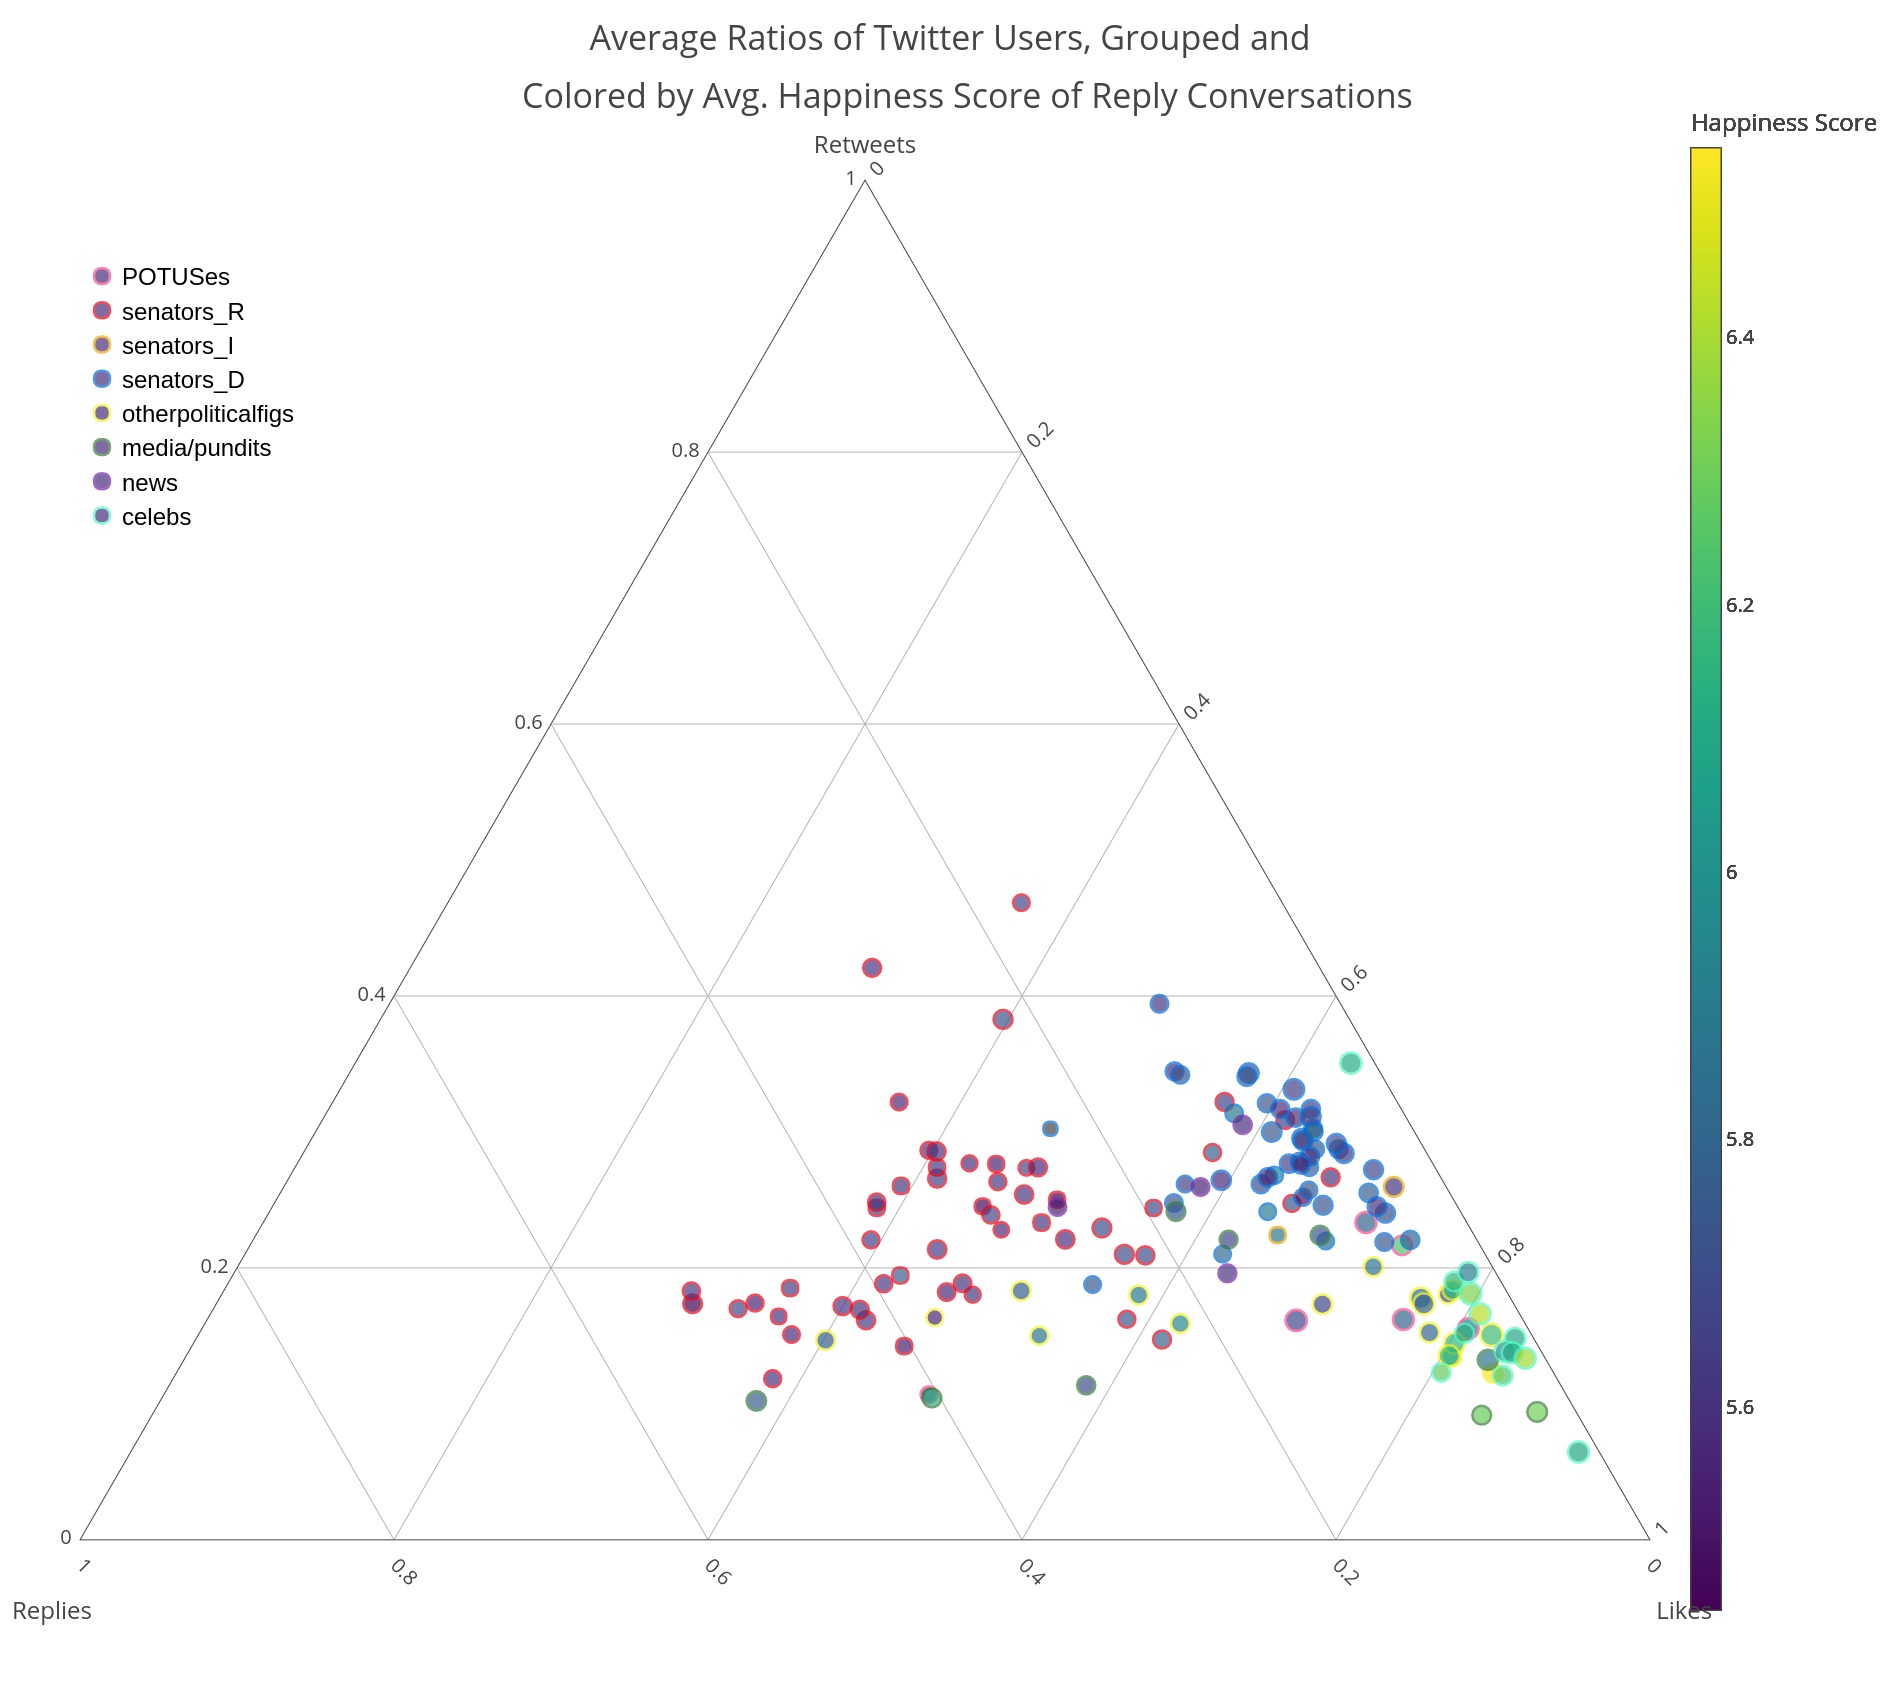 Average Ratios of Twitter Users, Grouped and
Colored by Avg. Happiness Score of Reply Conversations
Happiness Score
Retweets
1
0
POTUSes
senators_R
senators_I
senators_D
otherpoliticalfigs
media/pundits
news
celebs
6.4
6.2
6
5.8
5.6
0.8
0.6
0.4
0.2
0
0.2
0.4
0.6
0.8
1
1
0.8
0.6
0.4
0.2
0
Replies
Likes